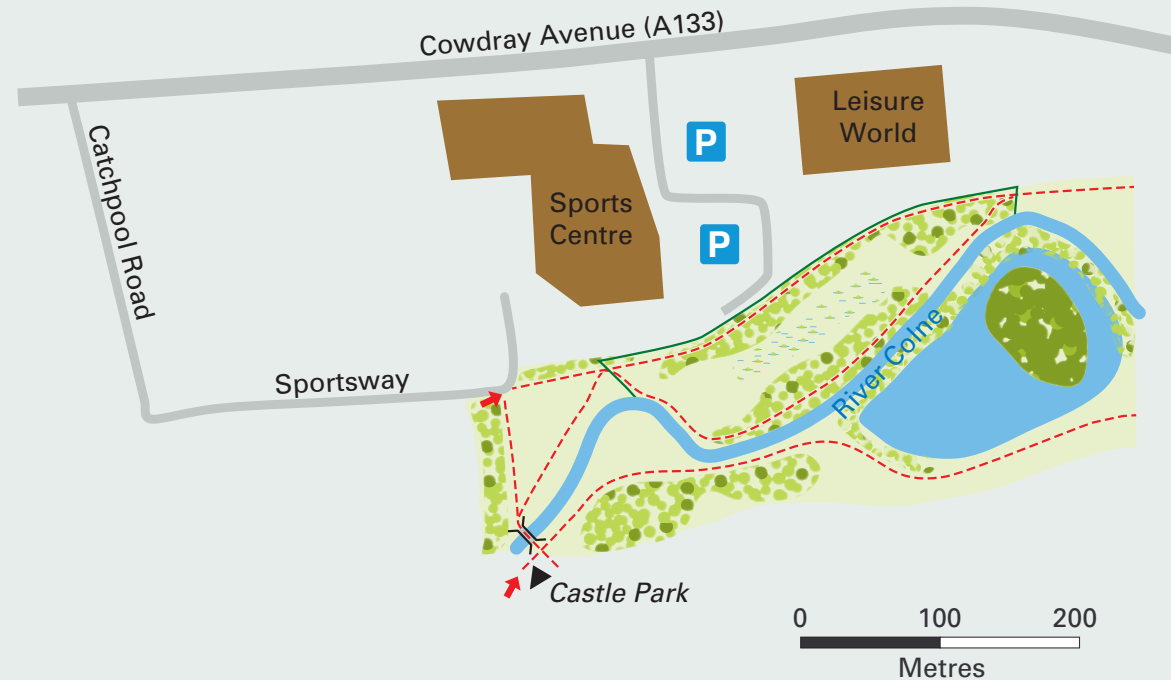 Cowdray Avenue (A133)
Catchpool Road
Leisure
World
P
Sports
Centre
P
River Colne
Sportsway
Castle Park
0 100 200
Metres